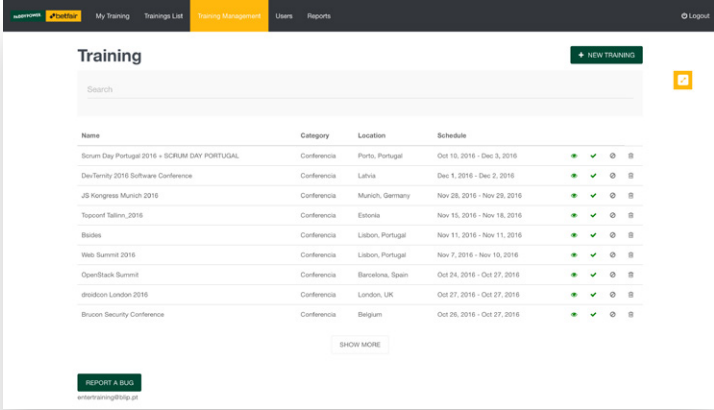 PADDYPOWER. betfair My Training Trainings List Training Management Users Reports Logout
Training
+ NEW TRAINING
Search
Name Category Location Schedule
Scrum Day Portugal 2016 + SCRUM DAY PORTUGAL Conferencia Porto, Portugal Oct 10, 2016 - Dec 3, 2016
DevTernity 2016 Software Conference Conferencia Latvia Dec 1, 2016 - Dec 2, 2016
JS Kongress Munich 2016 Conferencia Munich, Germany Nov 28, 2016 - Nov 29, 2016
Topconf Tallinn_2016 Conferencia Estonia Nov 15, 2016 - Nov 18, 2016
Bsides Conferencia Lisbon, Portugal Nov 11, 2016 - Nov 11, 2016
Web Summit 2016 Conferencia Lisbon, Portugal Nov 7, 2016 - Nov 10, 2016
OpenStack Summit Conferencia Barcelona, Spain Oct 24, 2016 - Oct 27, 2016
droidcon London 2016 Conferencia London, UK Oct 27, 2016 - Oct 27, 2016
Brucon Security Conference Conferencia Belgium Oct 26, 2016 - Oct 27, 2016
SHOW MORE
REPORT A BUG
entertraining@blip.pt